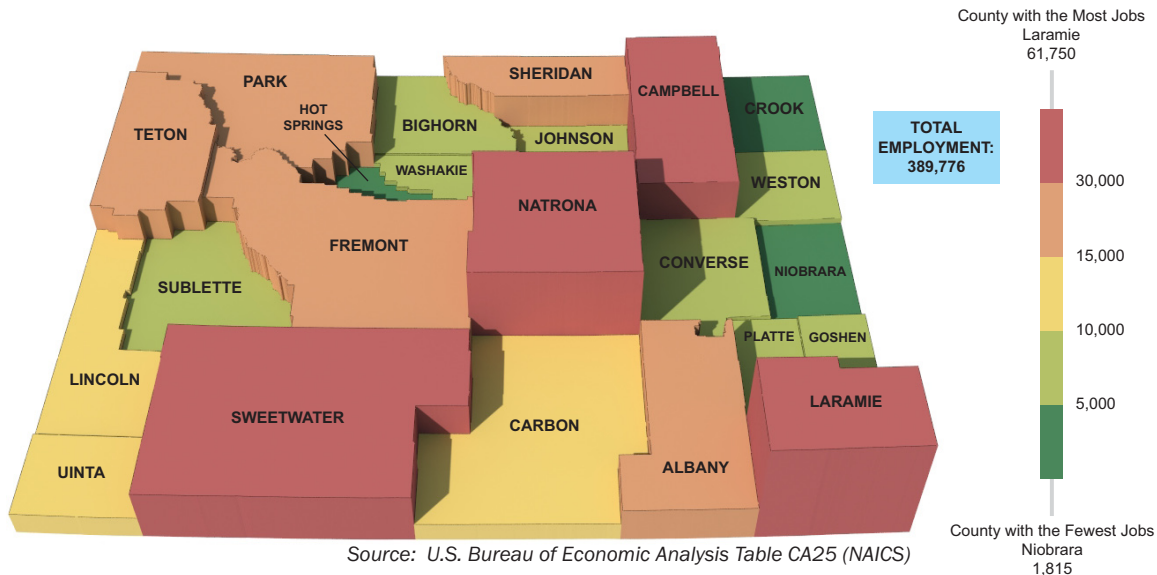 County with the Most Jobs
Laramie
61,750
PARK
SHERIDAN
CAMPBELL
CROOK
HOT
SPRINGS
TETON
BIGHORN
JOHNSON
TOTAL
EMPLOYMENT:
389,776
WASHAKIE
WESTON
30,000
NATRONA
FREMONT
15,000
CONVERSE
NIOBRARA
SUBLETTE
10,000
PLATTE
GOSHEN
LINCOLN
5,000
LARAMIE
SWEETWATER
CARBON
UINTA
ALBANY
County with the Fewest Jobs
Niobrara
1,815
Source: U.S. Bureau of Economic Analysis Table CA25 (NAICS)